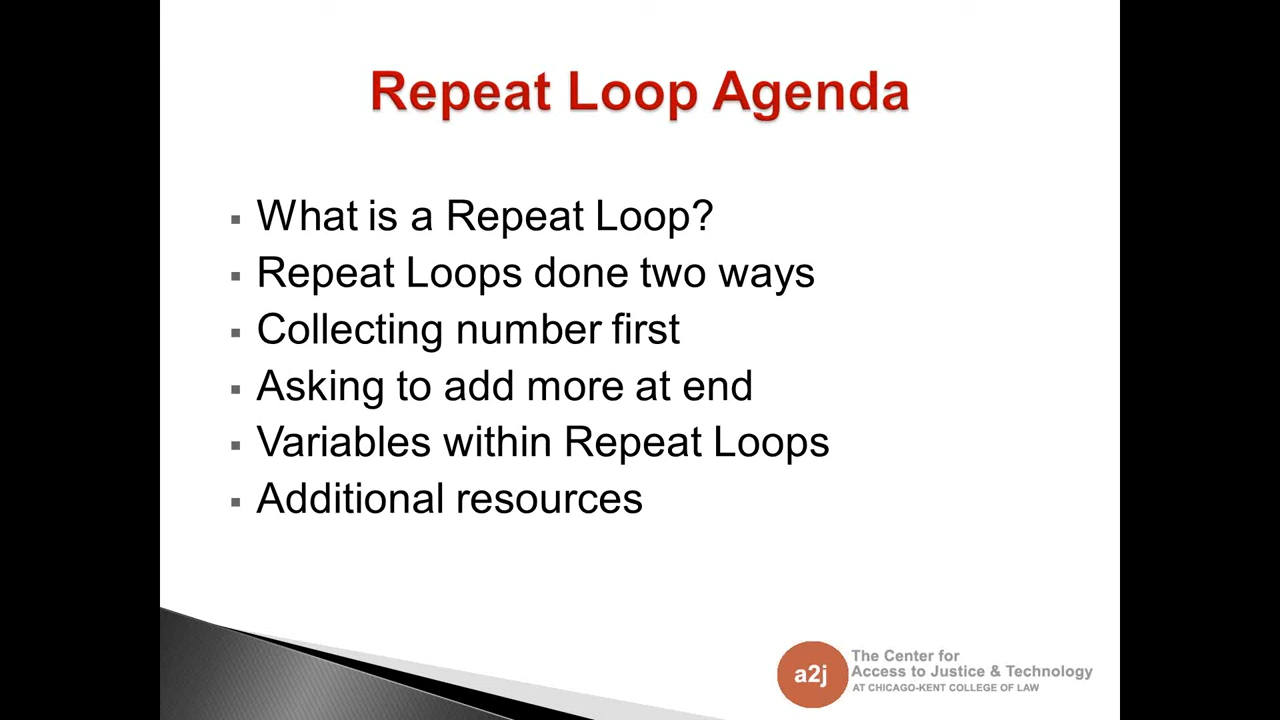 Repeat Loop Agenda
What is a Repeat Loop?
Repeat Loops done two ways
Collecting number first
Asking to add more at end
Variables within Repeat Loops
Additional resources
a2j
The Center for
Access to Justice & Technology
AT CHICAGO-KENT COLLEGE OF LAW